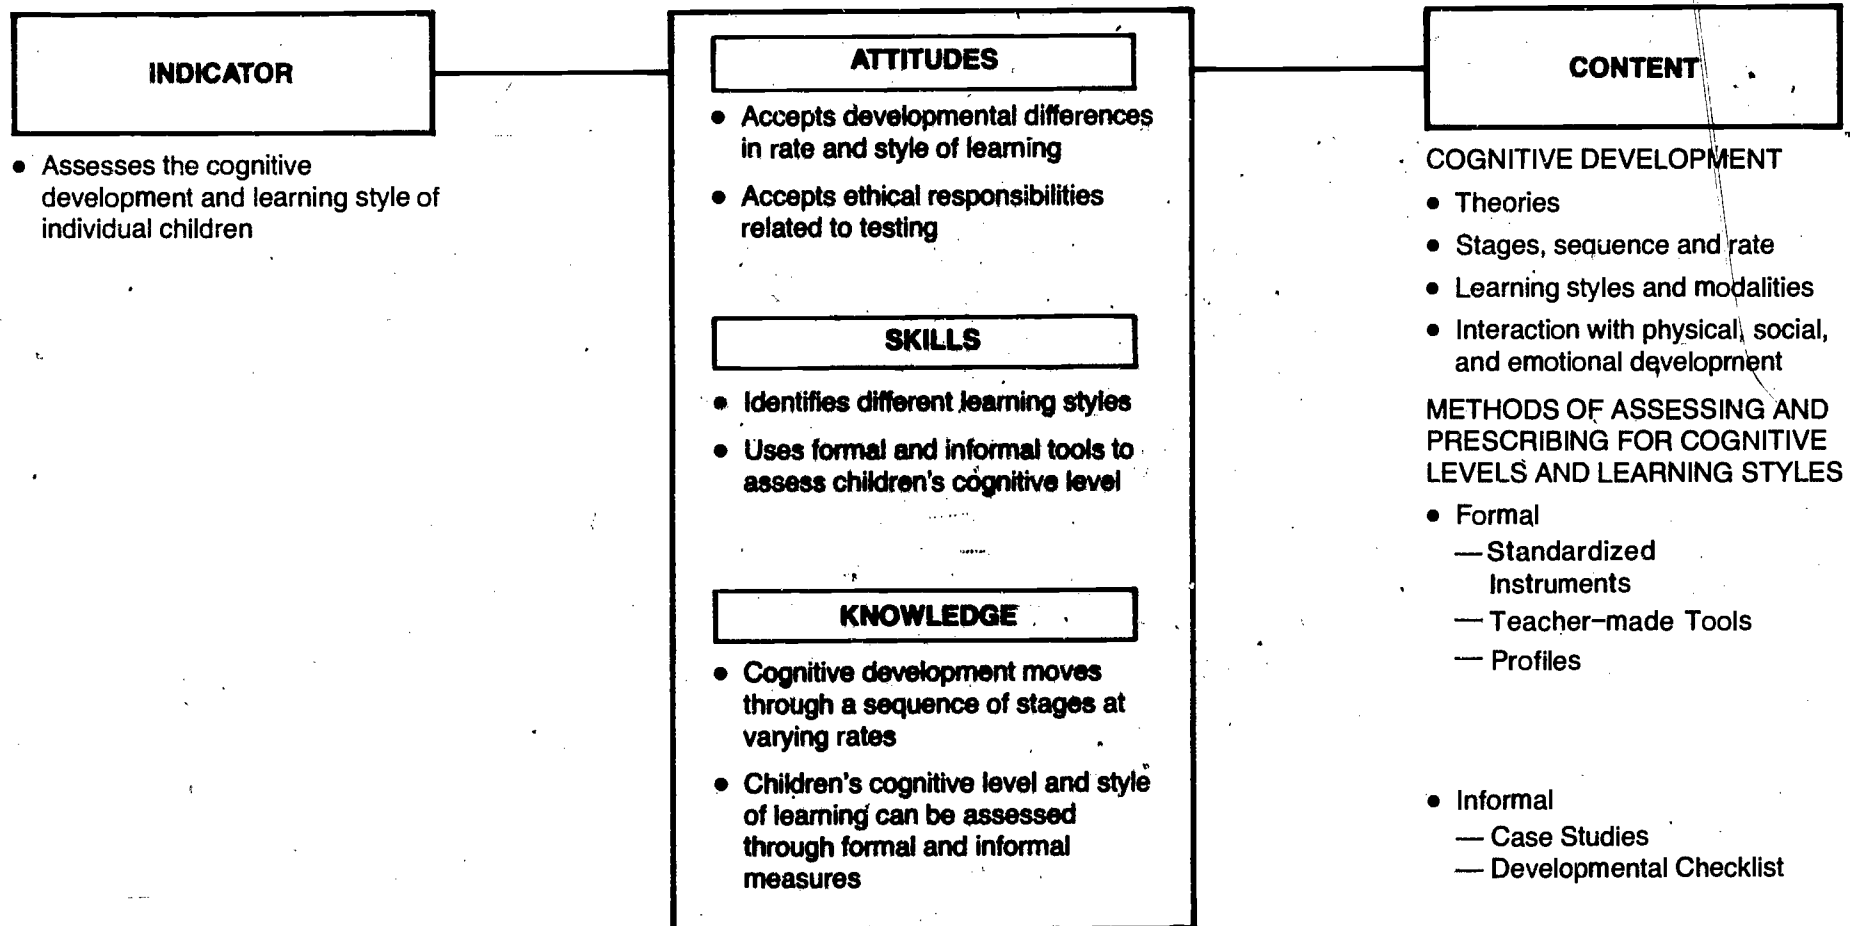 INDICATOR
• Assesses the cognitive
development and learning style of
individual children
ATTITUDES
• Accepts developmental differences
in rate and style of learning
• Accepts ethical responsibilities
related to testing
SKILLS
• Identifies different learning styles
• Uses formal and informal tools to
assess children's cognitive level
KNOWLEDGE
• Cognitive development moves
through a sequence of stages at
varying rates
• Children's cognitive level and style
of learning can be assessed
through formal and informal
measures
CONTENT
COGNITIVE DEVELOPMENT
• Theories
• Stages, sequence and rate
• Learning styles and modalities
• Interaction with physical, social,
and emotional development
METHODS OF ASSESSING AND
PRESCRIBING FOR COGNITIVE
LEVELS AND LEARNING STYLES
• Formal
— Standardized
Instruments
— Teacher-made Tools
— Profiles
• Informal
— Case Studies
— Developmental Checklist